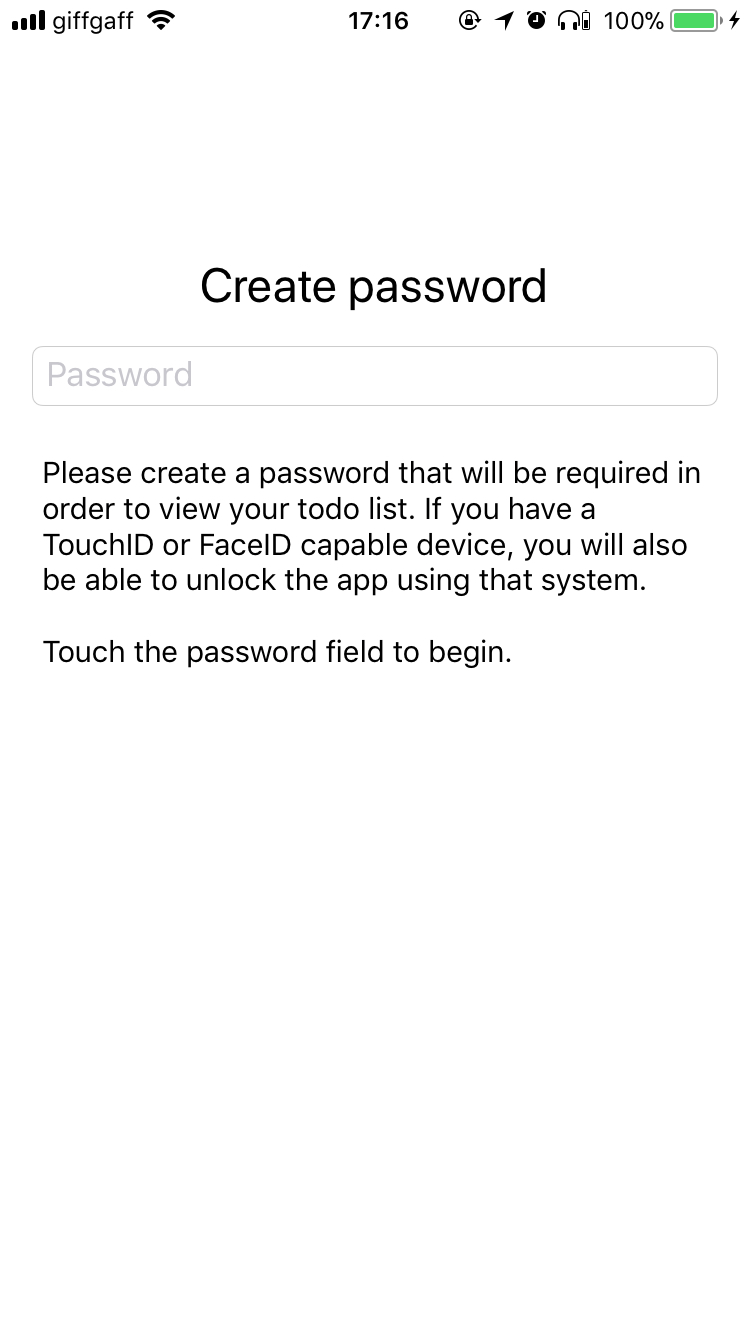 giffgaff 17:16 100%
Create password
Password
Please create a password that will be required in
order to view your todo list. If you have a
TouchID or FaceID capable device, you will also
be able to unlock the app using that system.
Touch the password field to begin.